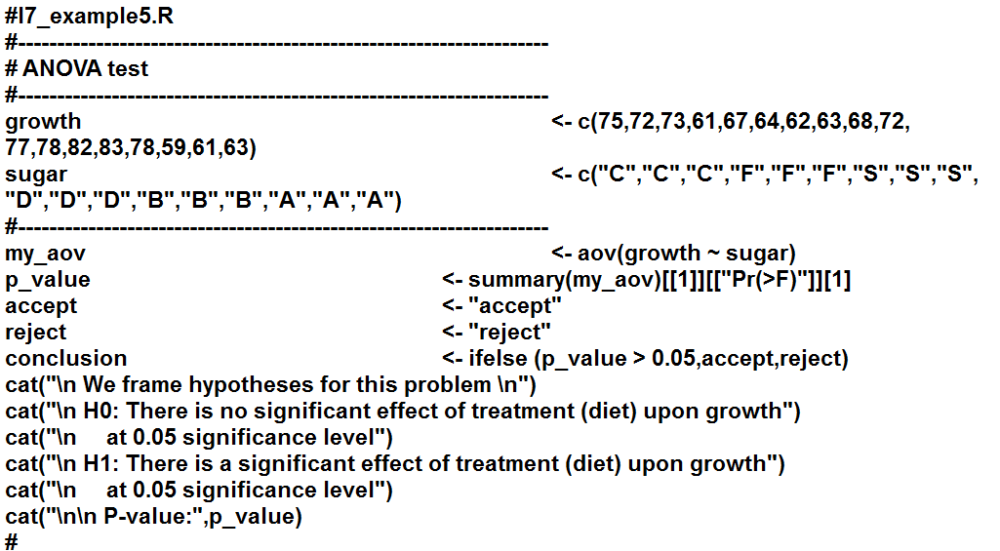 #l7_example5.R
#--------------------------------------------------------------------
# ANOVA test
#--------------------------------------------------------------------
growth <- c(75,72,73,61,67,64,62,63,68,72,
77,78,82,83,78,59,61,63)
sugar <- c("C","C","C","F","F","F","S","S","S",
"D","D","D","B","B","B","A","A","A")
#--------------------------------------------------------------------
my_aov <- aov(growth ~ sugar)
p_value <- summary(my_aov)[[1]][["Pr(>F)"]][1]
accept <- "accept"
reject <- "reject"
conclusion <- ifelse (p_value > 0.05,accept,reject)
cat("\n We frame hypotheses for this problem \n")
cat("\n H0: There is no significant effect of treatment (diet) upon growth")
cat("\n     at 0.05 significance level")
cat("\n H1: There is a significant effect of treatment (diet) upon growth")
cat("\n     at 0.05 significance level")
cat("\n\n P-value:",p_value)
#